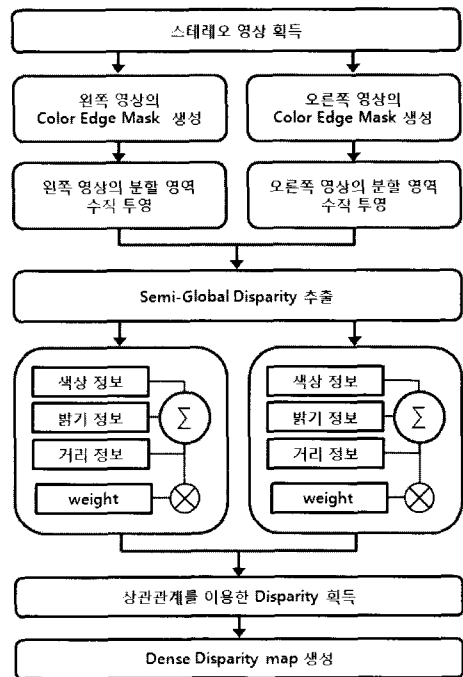 스테레오 영상 획득
왼쪽 영상의
Color Edge Mask 생성
오른쪽 영상의
Color Edge Mask 생성
왼쪽 영상의 분할 영역
수직 투영
오른쪽 영상의 분할 영역
수직 투영
Semi-Global Disparity 추출
색상 정보
밝기 정보
거리 정보
Σ
weight
색상 정보
밝기 정보
거리 정보
Σ
weight
상관관계를 이용한 Disparity 획득
Dense Disparity map 생성